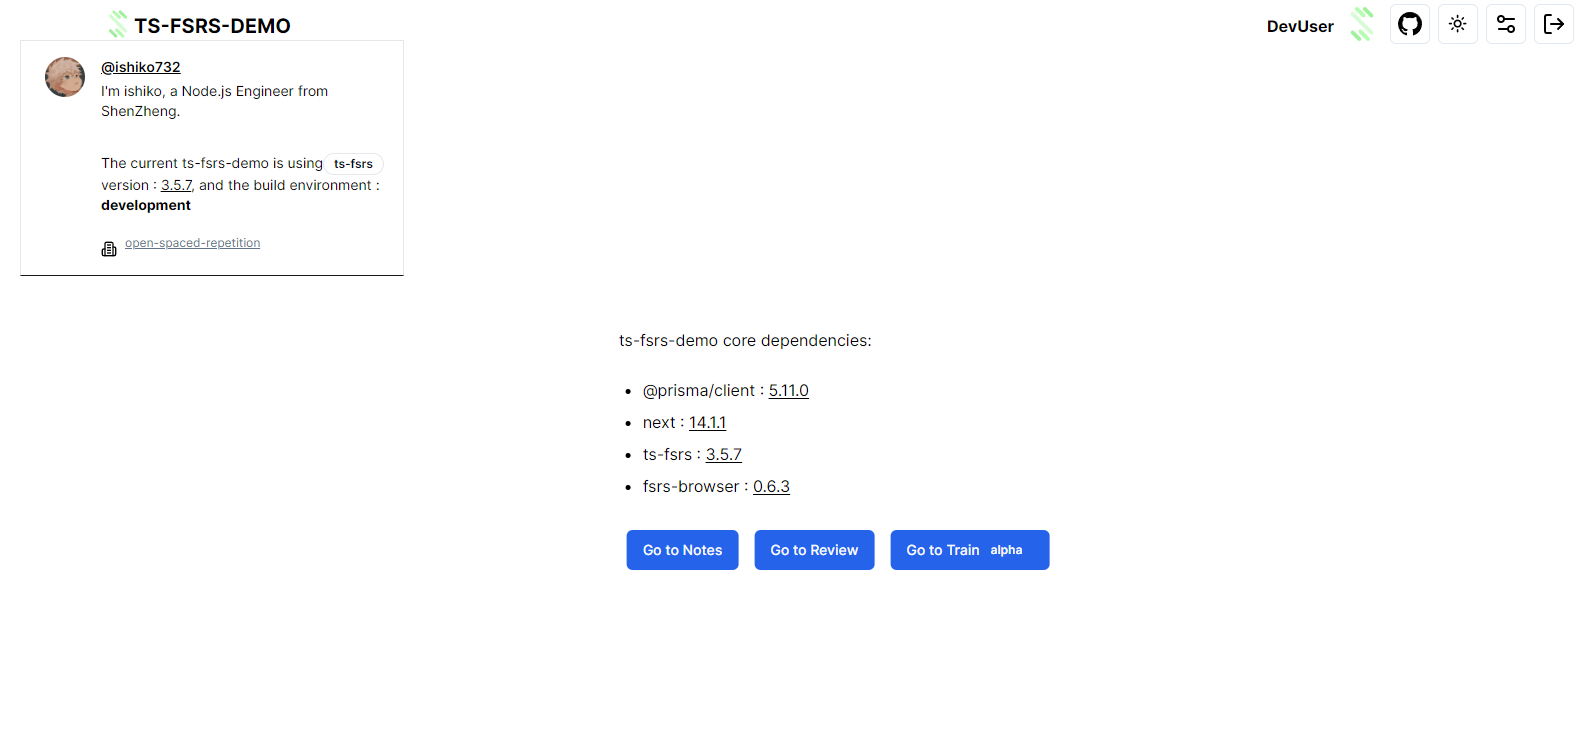 TS-FSRS-DEMO
DevUser
@ishiko732
I'm ishiko, a Node.js Engineer from
ShenZheng.
The current ts-fsrs-demo is using ts-fsrs
version : 3.5.7, and the build environment :
development
open-spaced-repetition
ts-fsrs-demo core dependencies:
• @prisma/client : 5.11.0
• next : 14.1.1
• ts-fsrs : 3.5.7
• fsrs-browser : 0.6.3
Go to Notes
Go to Review
Go to Train alpha